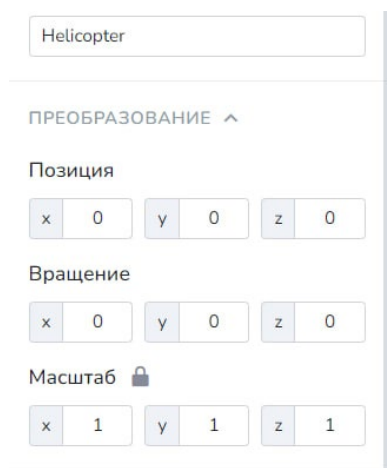 Helicopter
ПРЕОБРАЗОВАНИЕ
Позиция
x 0 y 0 z 0
Вращение
x 0 y 0 z 0
Масштаб
x 1 y 1 z 1